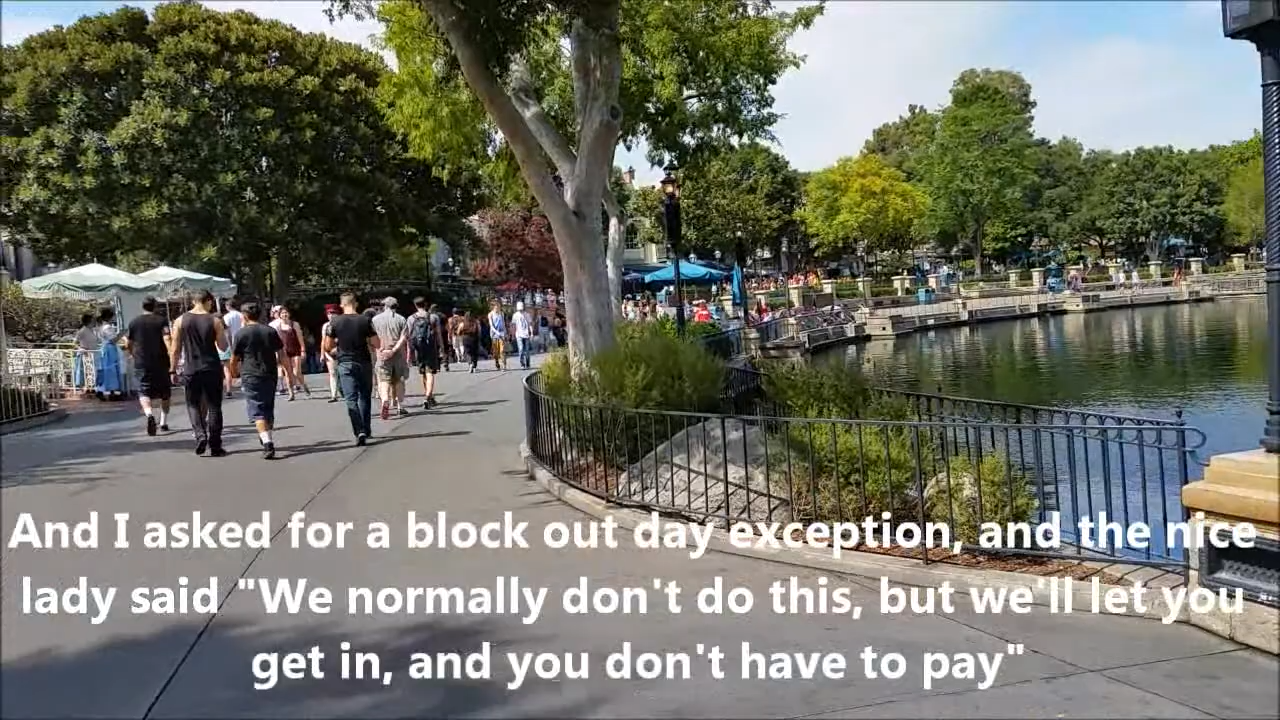 And I asked for a block out day exception, and the nice
lady said "We normally don't do this, but we'll let you "
get in, and you don't have to pay"